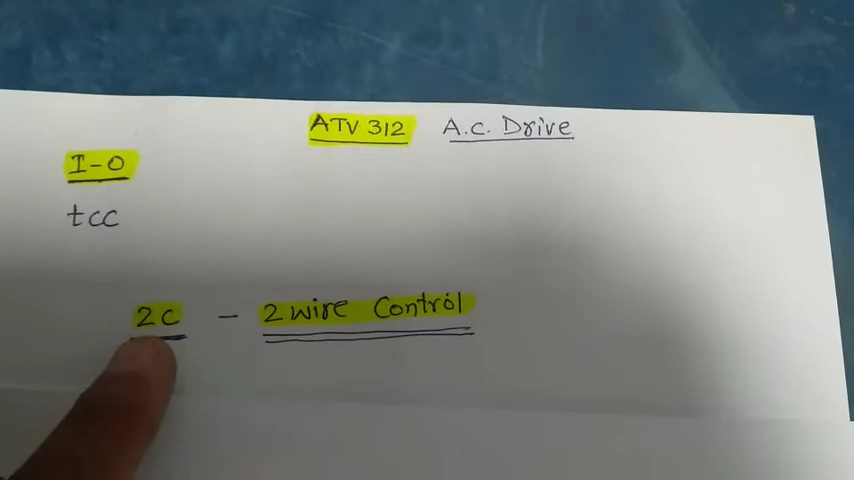 ATV 312 A.C. Drive
I-O
tcc
2C - 2 wire Control